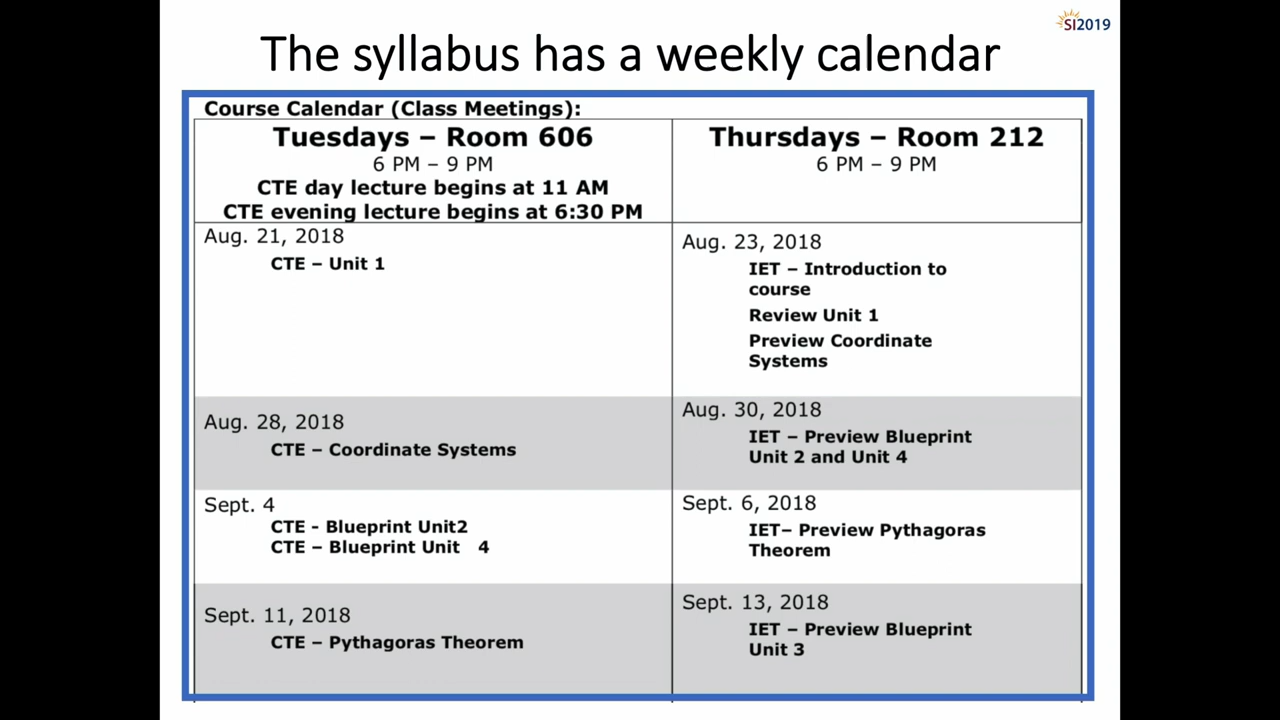 SI2019
The syllabus has a weekly calendar
Course Calendar (Class Meetings):
Tuesdays – Room 606
6 PM – 9 PM
CTE day lecture begins at 11 AM
CTE evening lecture begins at 6:30 PM
Thursdays – Room 212
6 PM – 9 PM
Aug. 21, 2018
CTE – Unit 1
Aug. 23, 2018
IET – Introduction to
course
Review Unit 1
Preview Coordinate
Systems
Aug. 28, 2018
CTE – Coordinate Systems
Aug. 30, 2018
IET – Preview Blueprint
Unit 2 and Unit 4
Sept. 4
CTE - Blueprint Unit2
CTE – Blueprint Unit 4
Sept. 6, 2018
IET– Preview Pythagoras
Theorem
Sept. 11, 2018
CTE – Pythagoras Theorem
Sept. 13, 2018
IET – Preview Blueprint
Unit 3